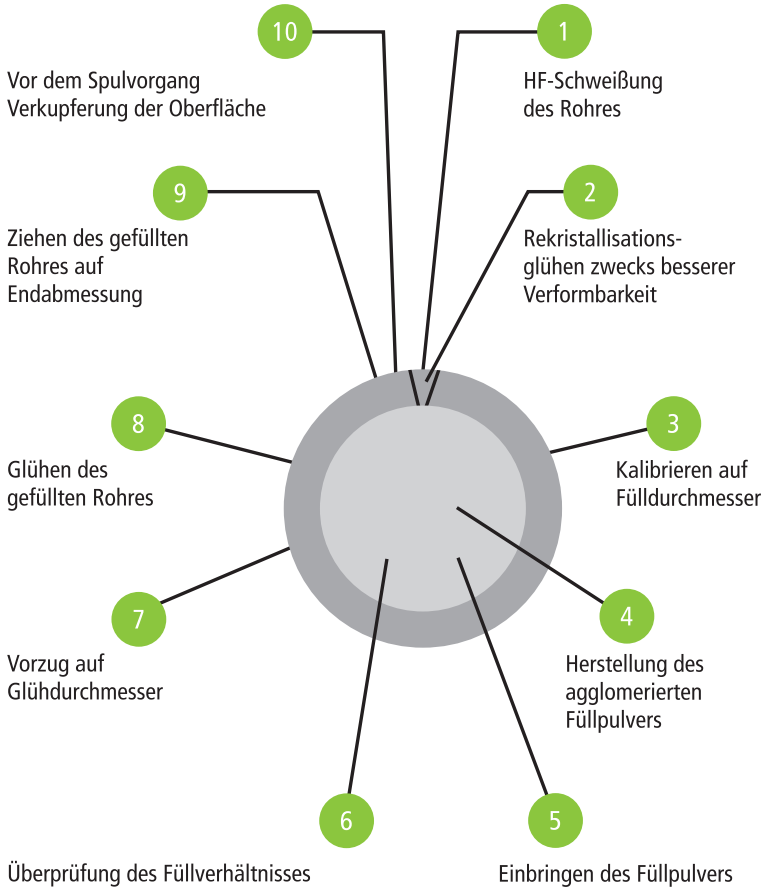 1
HF-Schweißung
des Rohres
2
Rekristallisations-
glühen zwecks besserer
Verformbarkeit
3
Kalibrieren auf
Fülldurchmesser
4
Herstellung des
agglomerierten
Füllpulvers
5
Einbringen des Füllpulvers
6
Überprüfung des Füllverhältnisses
7
Vorzug auf
Glühdurchmesser
8
Glühen des
gefüllten Rohres
9
Ziehen des gefüllten
Rohres auf
Endabmessung
10
Vor dem Spulvorgang
Verkupferung der Oberfläche